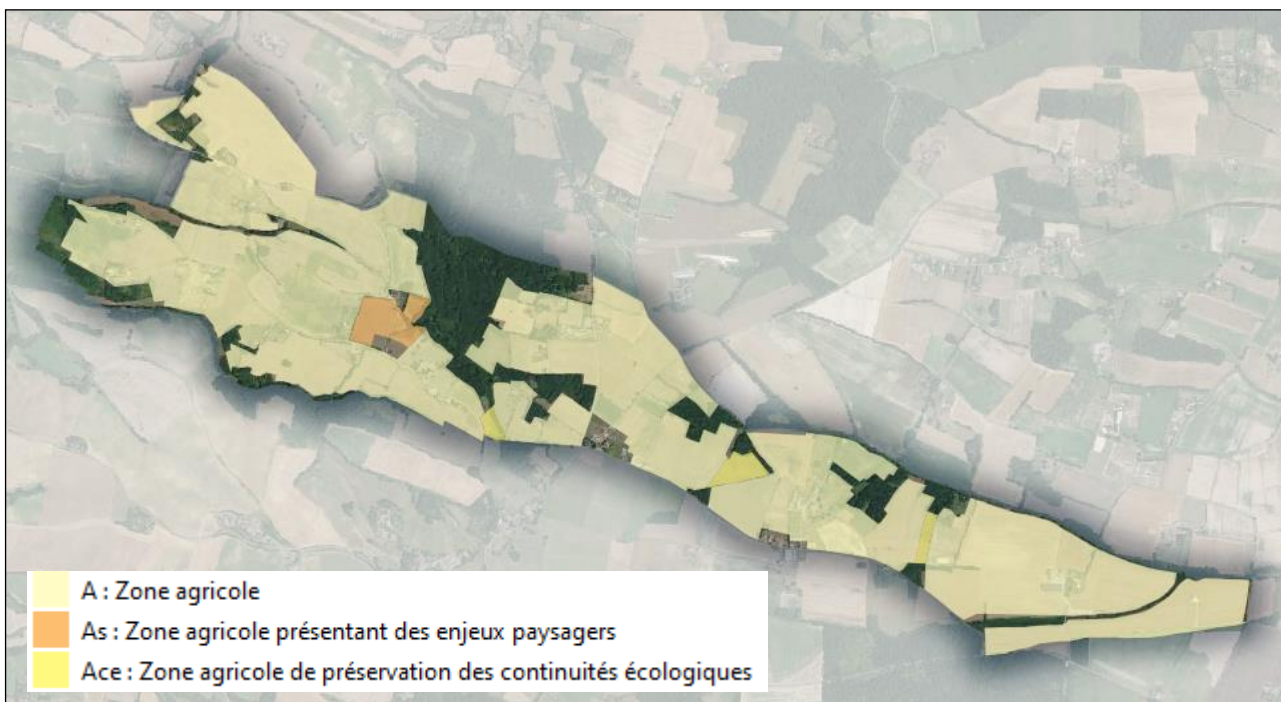 A : Zone agricole
As : Zone agricole présentant des enjeux paysagers
Ace : Zone agricole de préservation des continuités écologiques